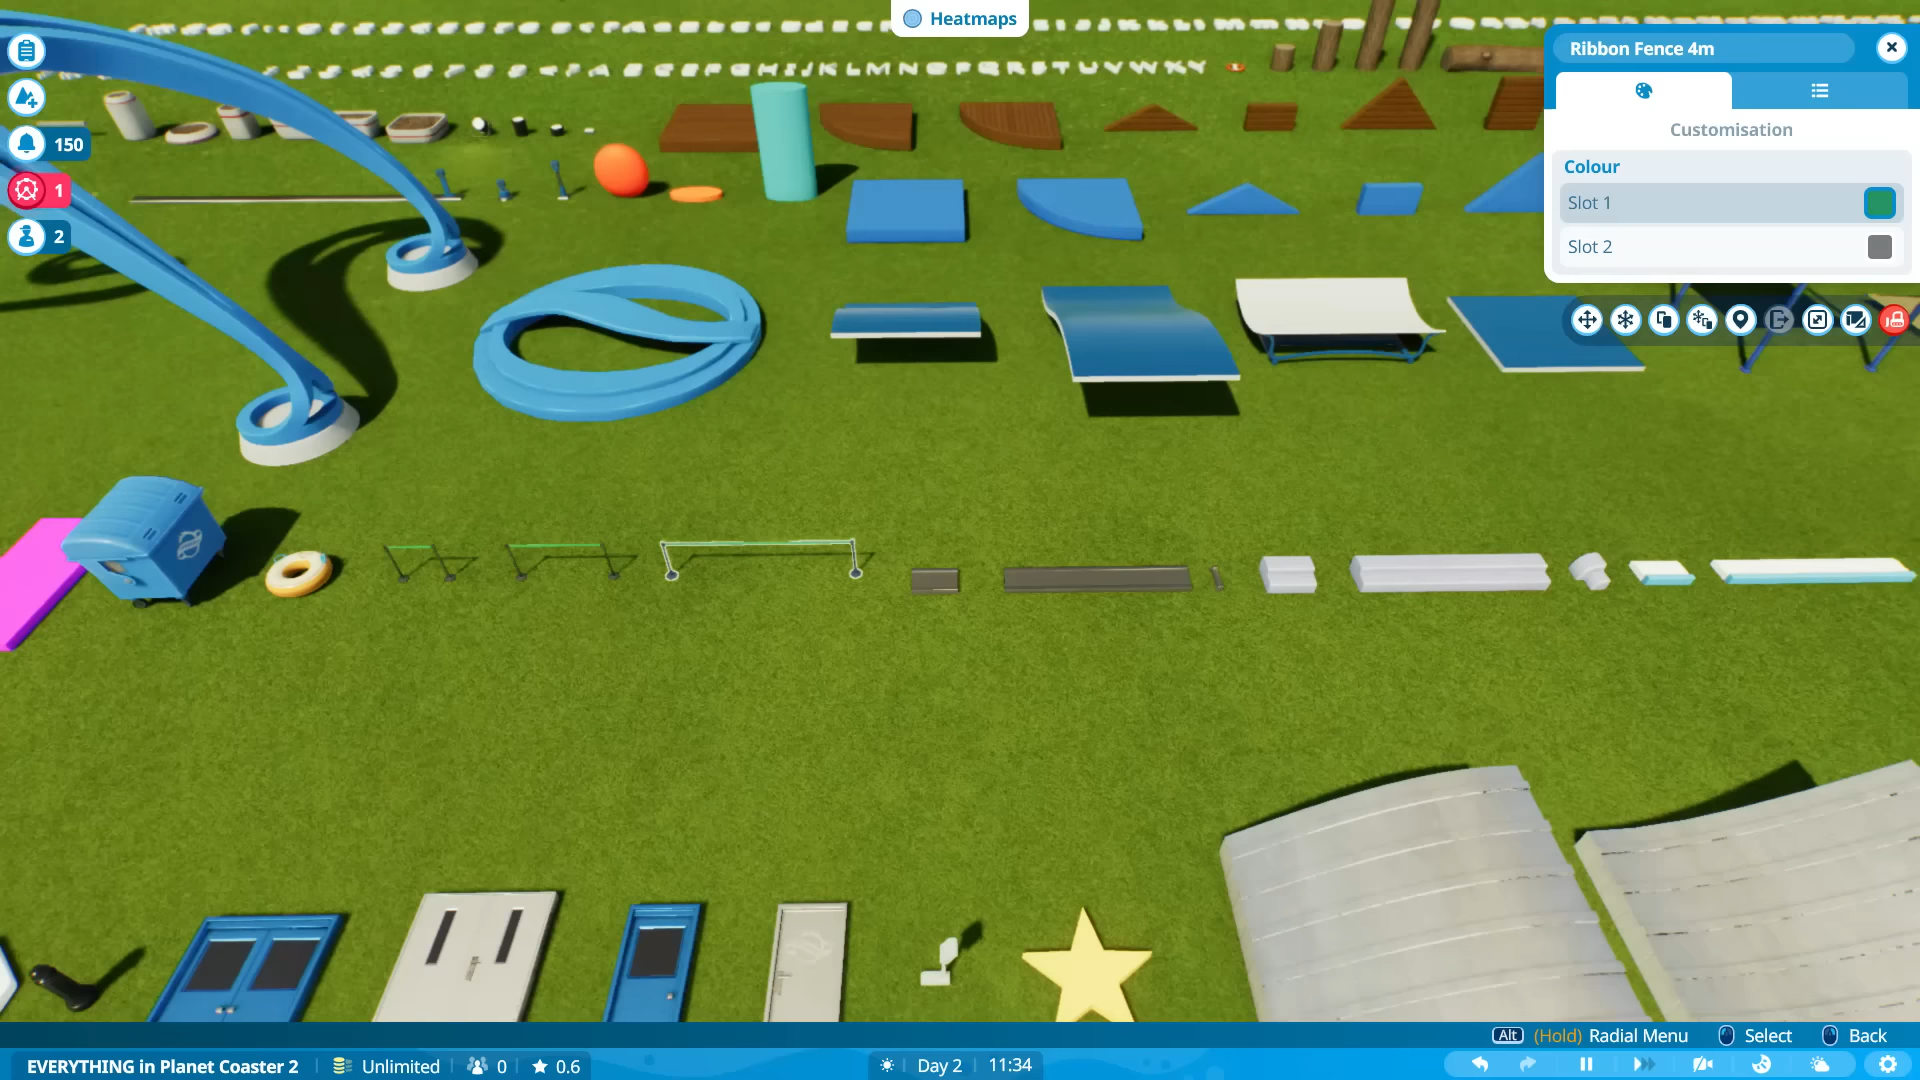 Heatmaps
Ribbon Fence 4m
Customisation
Colour
Slot 1
Slot 2
150
1
2
A B C D E F G H I J K L M N O P Q R S T U V W X Y
Alt (Hold) Radial Menu Select Back
EVERYTHING in Planet Coaster 2 Unlimited 0 0.6 Day 2 11:34